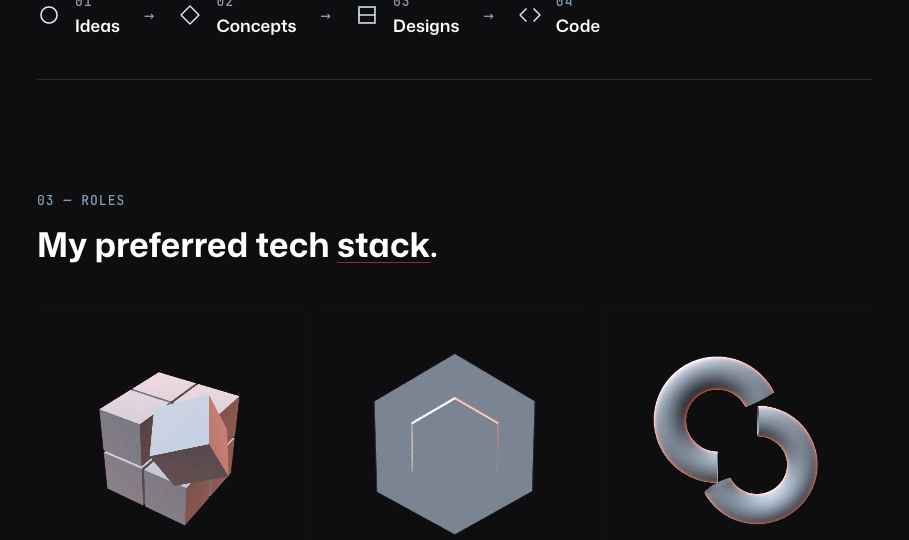 01
Ideas
→
02
Concepts
→
03
Designs
→
04
Code
03 — ROLES
My preferred tech stack.